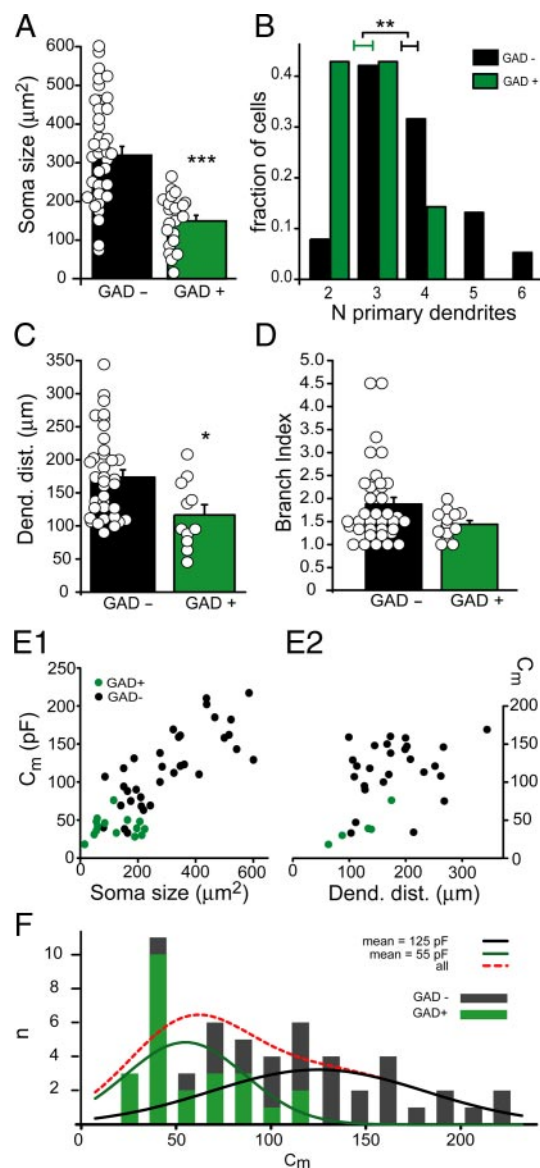 A
600
500
400
300
200
100
0
Soma size (μm²)
***
GAD –
GAD +
B
**
GAD -
GAD +
0.4
0.3
0.2
0.1
0.0
fraction of cells
2 3 4 5 6
N primary dendrites
C
350
300
250
200
150
100
50
0
Dend. dist. (μm)
*
GAD –
GAD +
D
5.0
4.5
4.0
3.5
3.0
2.5
2.0
1.5
1.0
0.5
0
Branch Index
GAD –
GAD +
E1
250
200
150
100
50
0
Cm (pF)
GAD+
GAD-
0 200 400 600
Soma size (μm²)
E2
Cm
200
150
100
50
0
0 100 200 300
Dend. dist. (μm)
F
10
8
6
4
2
n
mean = 125 pF
mean = 55 pF
all
GAD -
GAD+
0 50 100 150 200
Cm